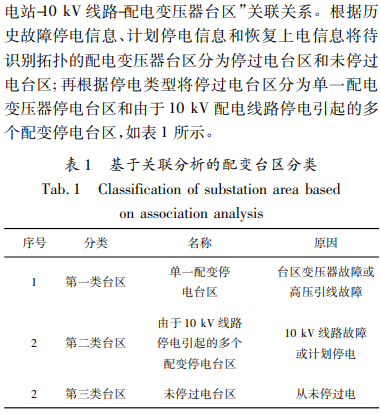 电站–10 kV 线路–配电变压器台区”关联关系。根据历
史故障停电信息、计划停电信息和恢复上电信息将待
识别拓扑的配电变压器台区分为停过电台区和未停过
电台区；再根据停电类型将停过电台区分为单一配电
变压器停电台区和由于 10 kV 配电线路停电引起的多
个配变停电台区，如表 1 所示。
表 1 基于关联分析的配变台区分类
Tab. 1 Classification of substation area based
on association analysis
序号 分类 名称 原因
1 第一类台区 单一配变停
电台区 台区变压器故障或
高压引线故障
2 第二类台区 由于 10 kV 线路
停电引起的多个
配变停电台区 10 kV 线路故障
或计划停电
2 第三类台区 未停过电台区 从未停过电